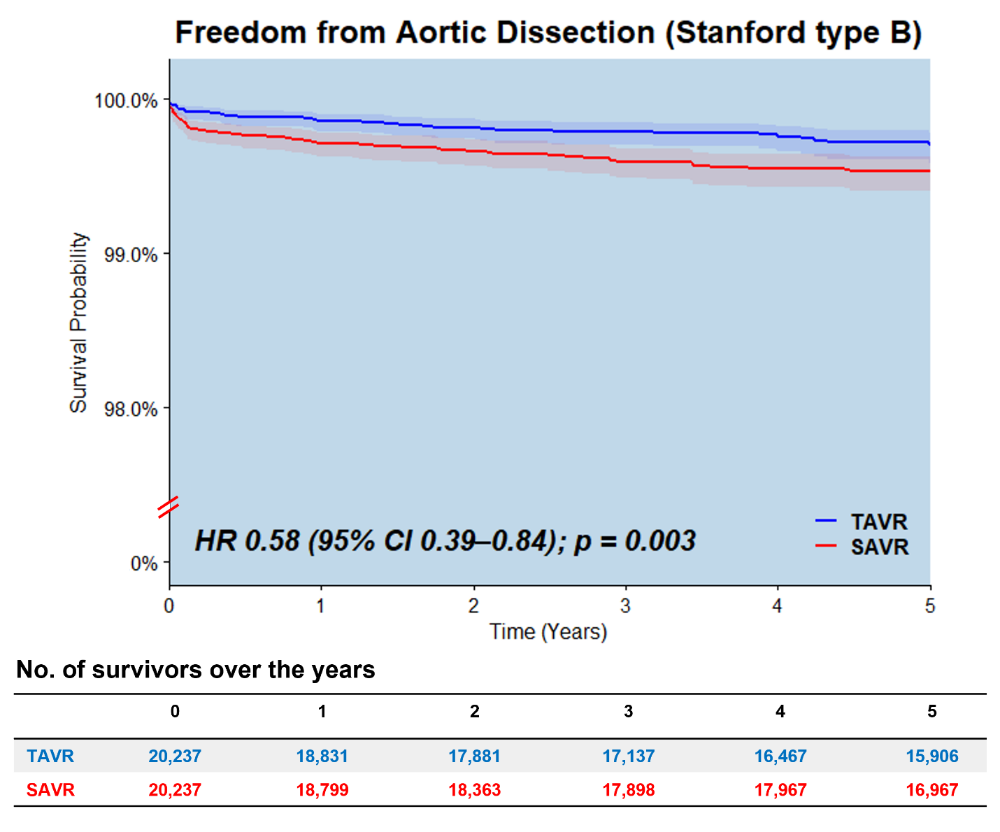 Freedom from Aortic Dissection (Stanford type B)
100.0%
99.0%
98.0%
0%
Survival Probability
HR 0.58 (95% CI 0.39–0.84); p = 0.003
TAVR
SAVR
0 1 2 3 4 5
Time (Years)
No. of survivors over the years
0 1 2 3 4 5
TAVR 20,237 18,831 17,881 17,137 16,467 15,906
SAVR 20,237 18,799 18,363 17,898 17,967 16,967